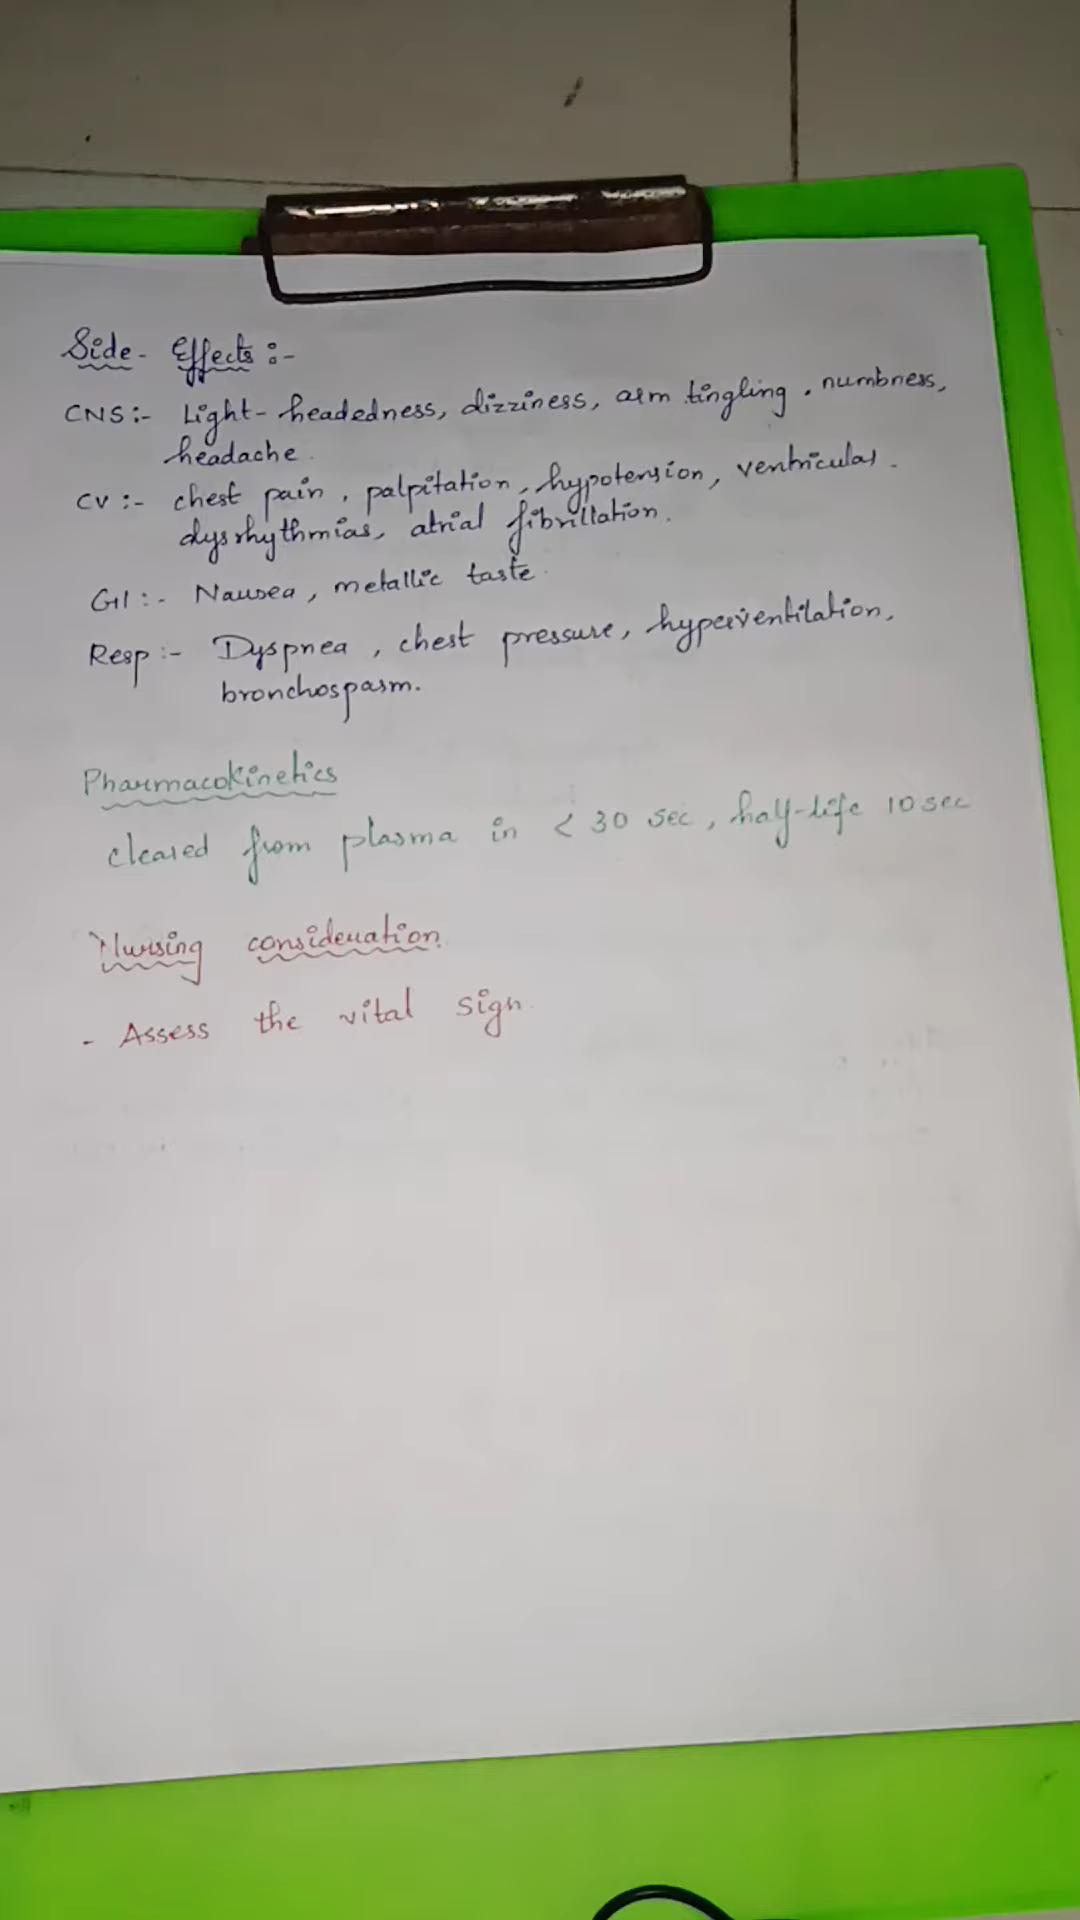 Side-Effects :-
CNS :- Light-headedness, dizziness, arm tingling, numbness,
headache.
CV :- chest pain, palpitation, hypotension, ventricular
dysrhythmias, atrial fibrillation.
GI :- Nausea, metallic taste.
Resp :- Dyspnea, chest pressure, hyperventilation,
bronchospasm.
Pharmacokinetics
cleared from plasma in < 30 sec, half-life 10 sec
Nursing consideration
- Assess the vital sign.